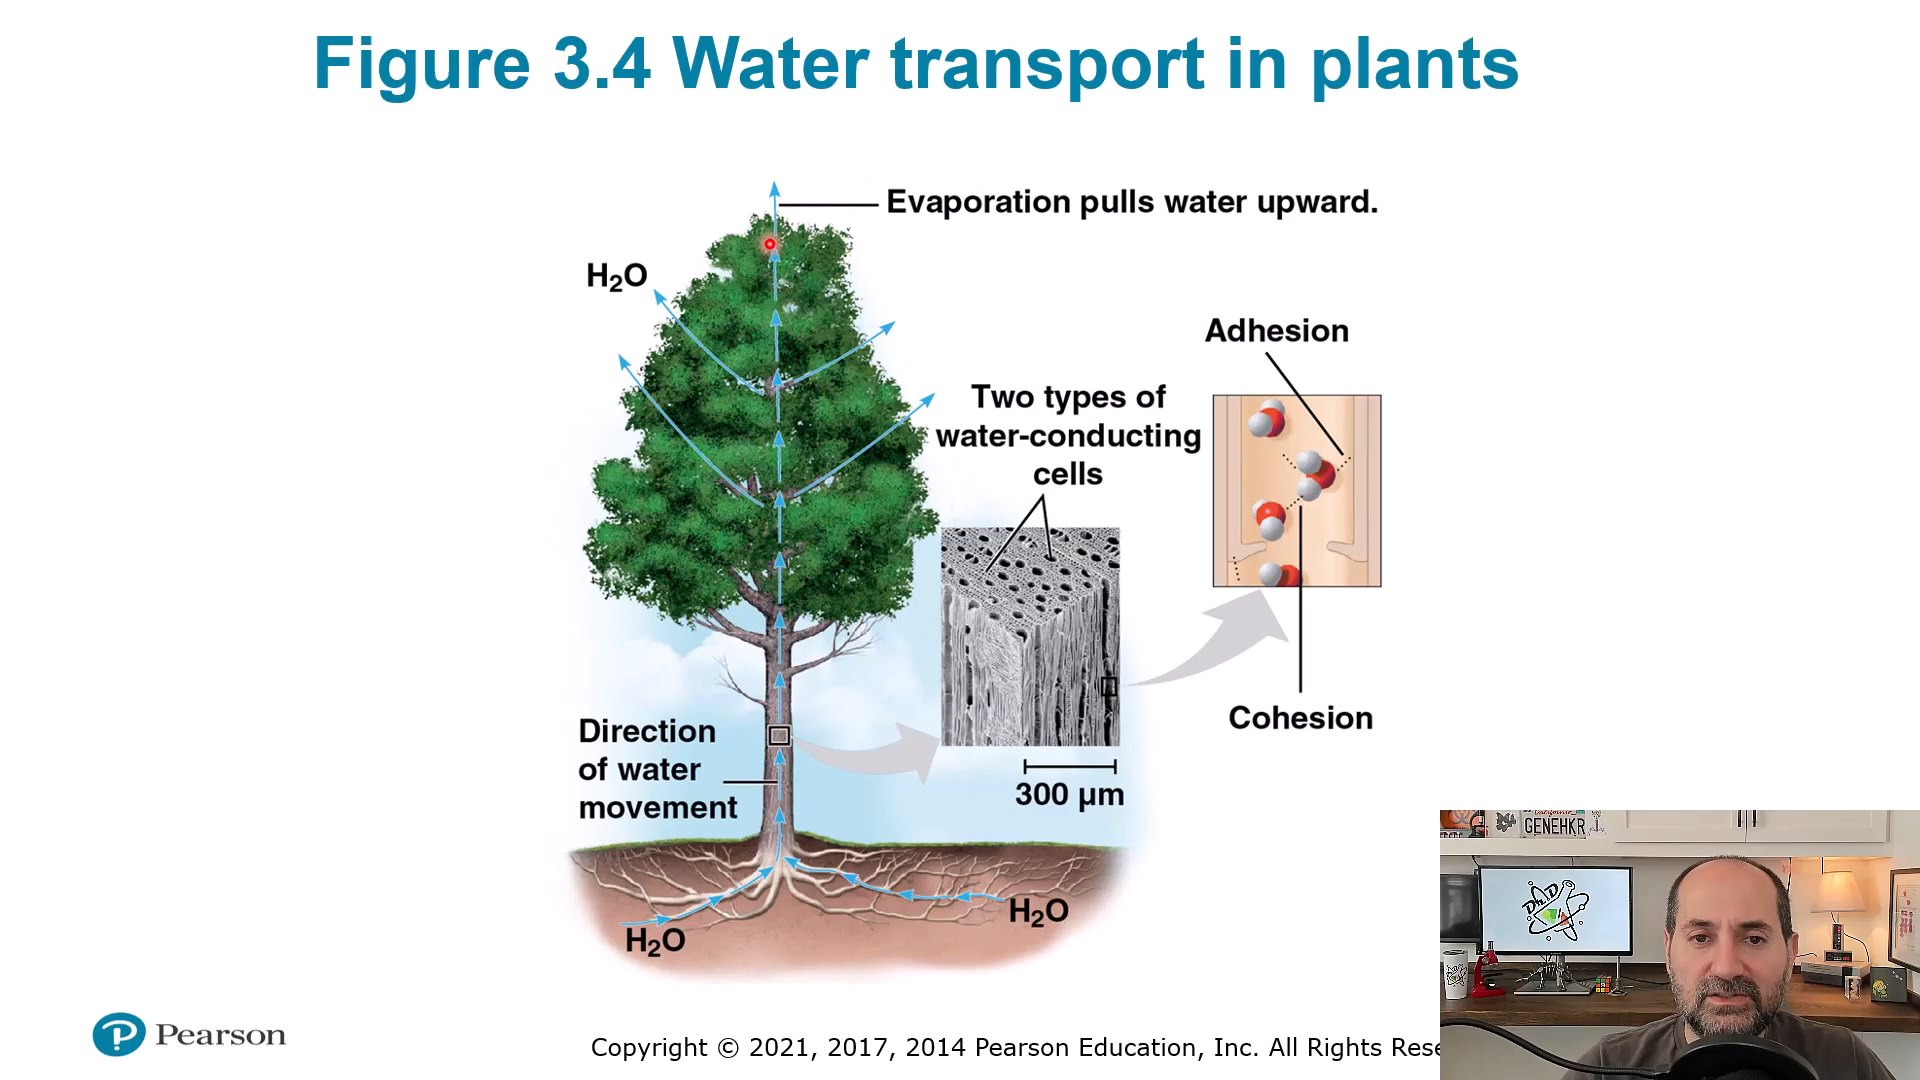 Figure 3.4 Water transport in plants
Evaporation pulls water upward.
H₂O
Adhesion
Two types of
water-conducting
cells
Cohesion
Direction
of water
movement
300 µm
H₂O
H₂O
GENEHKR
PhD
P Pearson
Copyright © 2021, 2017, 2014 Pearson Education, Inc. All Rights Rese